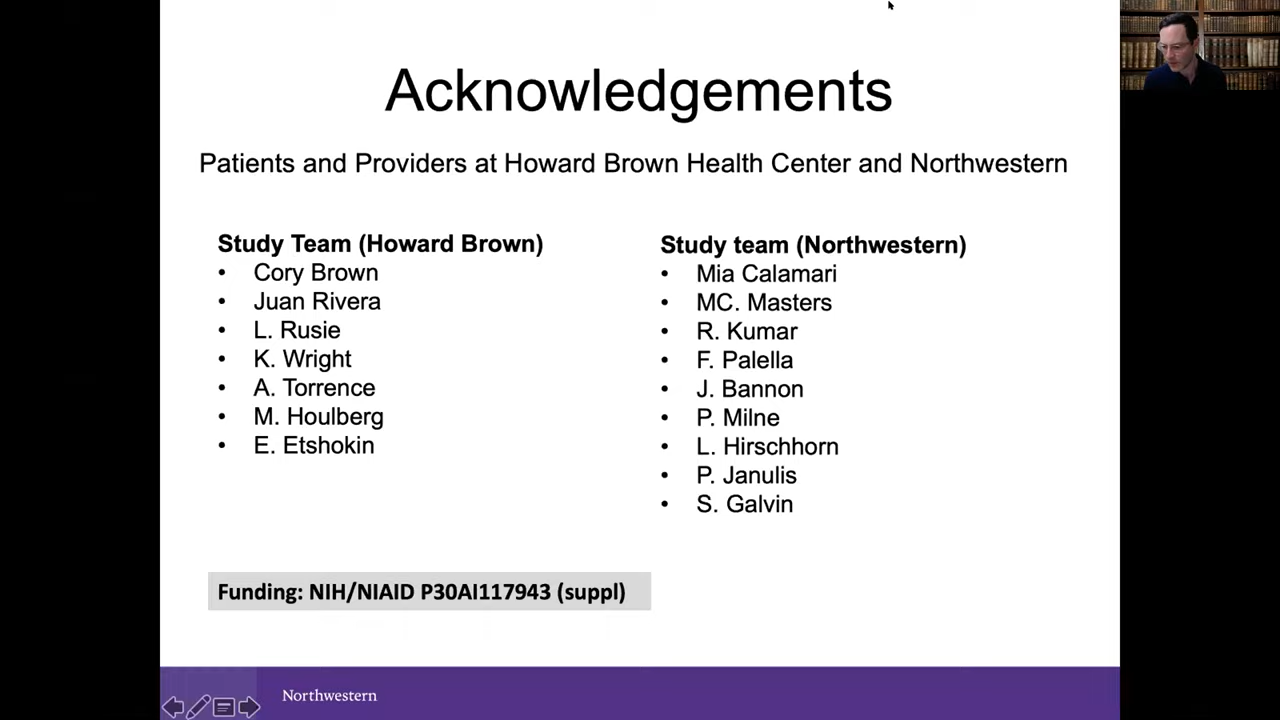 Acknowledgements
Patients and Providers at Howard Brown Health Center and Northwestern
Study Team (Howard Brown)
• Cory Brown
• Juan Rivera
• L. Rusie
• K. Wright
• A. Torrence
• M. Houlberg
• E. Etshokin
Study team (Northwestern)
• Mia Calamari
• MC. Masters
• R. Kumar
• F. Palella
• J. Bannon
• P. Milne
• L. Hirschhorn
• P. Janulis
• S. Galvin
Funding: NIH/NIAID P30AI117943 (suppl)
Northwestern